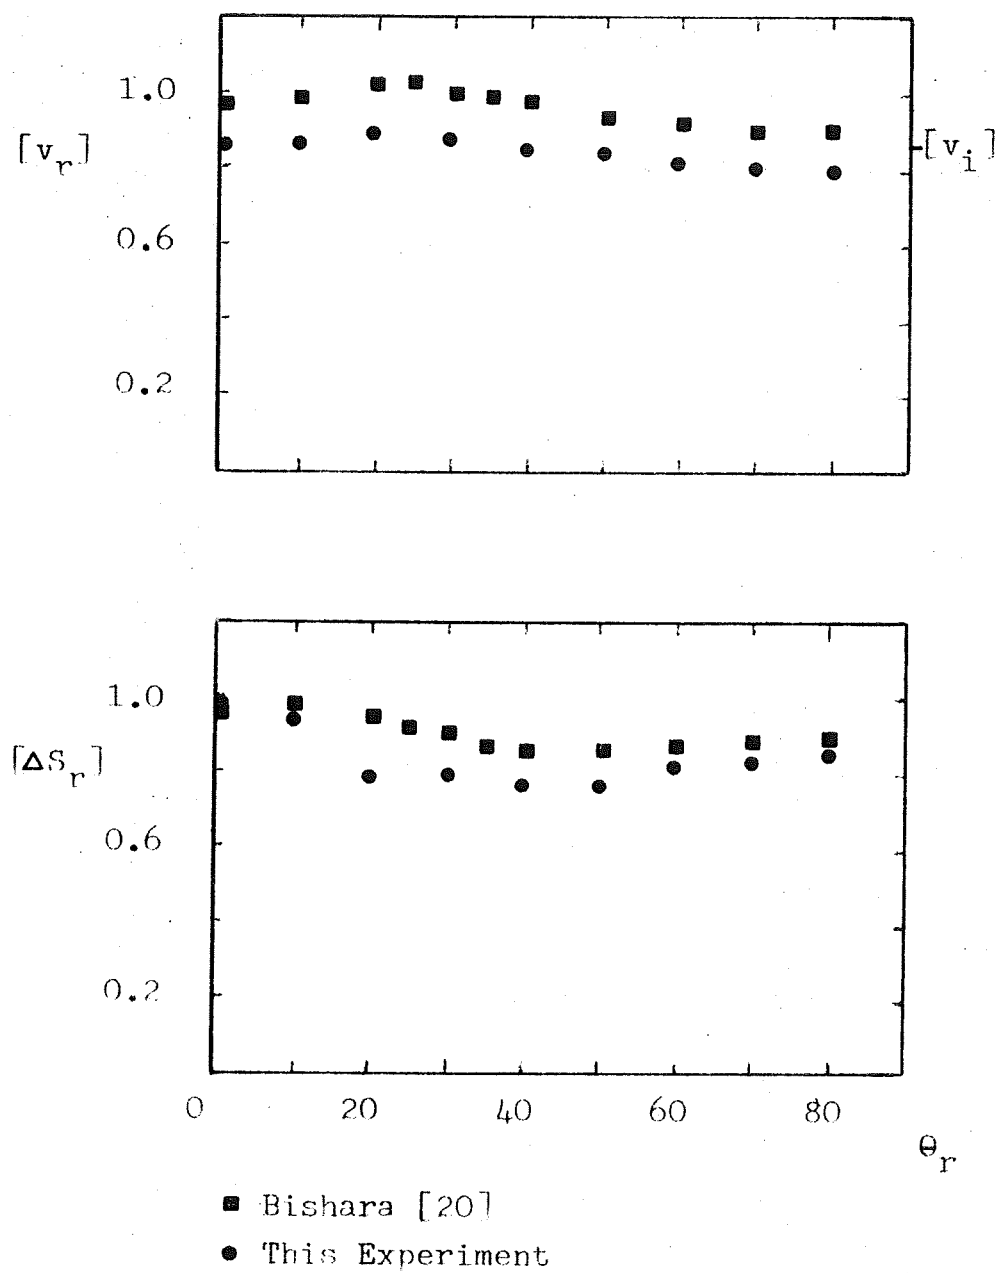 1.0
[v_r]
[v_i]
0.6
0.2
1.0
[ΔS_r]
0.6
0.2
0 20 40 60 80
θ_r
■ Bishara [20]
● This Experiment